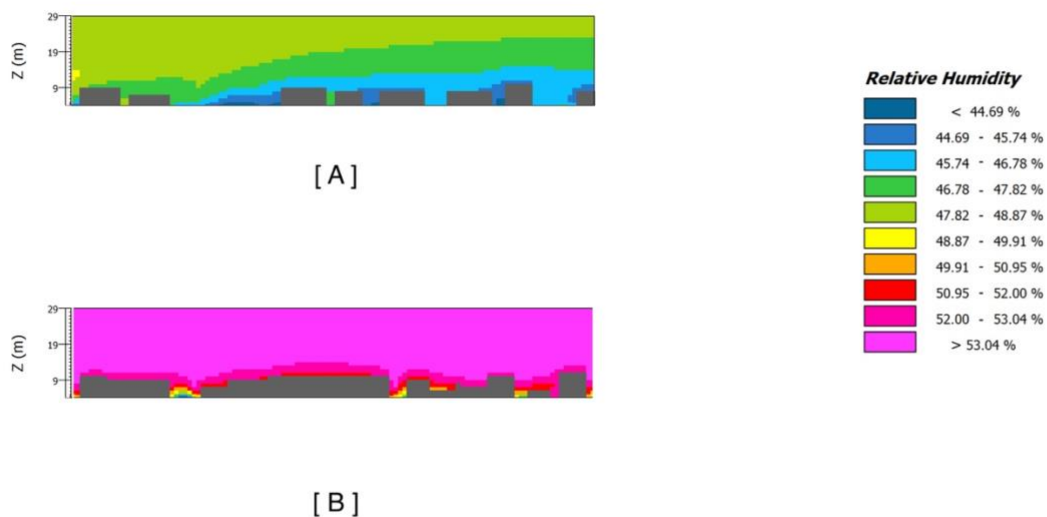 29
19
9
Z (m)
[ A ]
29
19
9
Z (m)
[ B ]
Relative Humidity
< 44.69 %
44.69 - 45.74 %
45.74 - 46.78 %
46.78 - 47.82 %
47.82 - 48.87 %
48.87 - 49.91 %
49.91 - 50.95 %
50.95 - 52.00 %
52.00 - 53.04 %
> 53.04 %